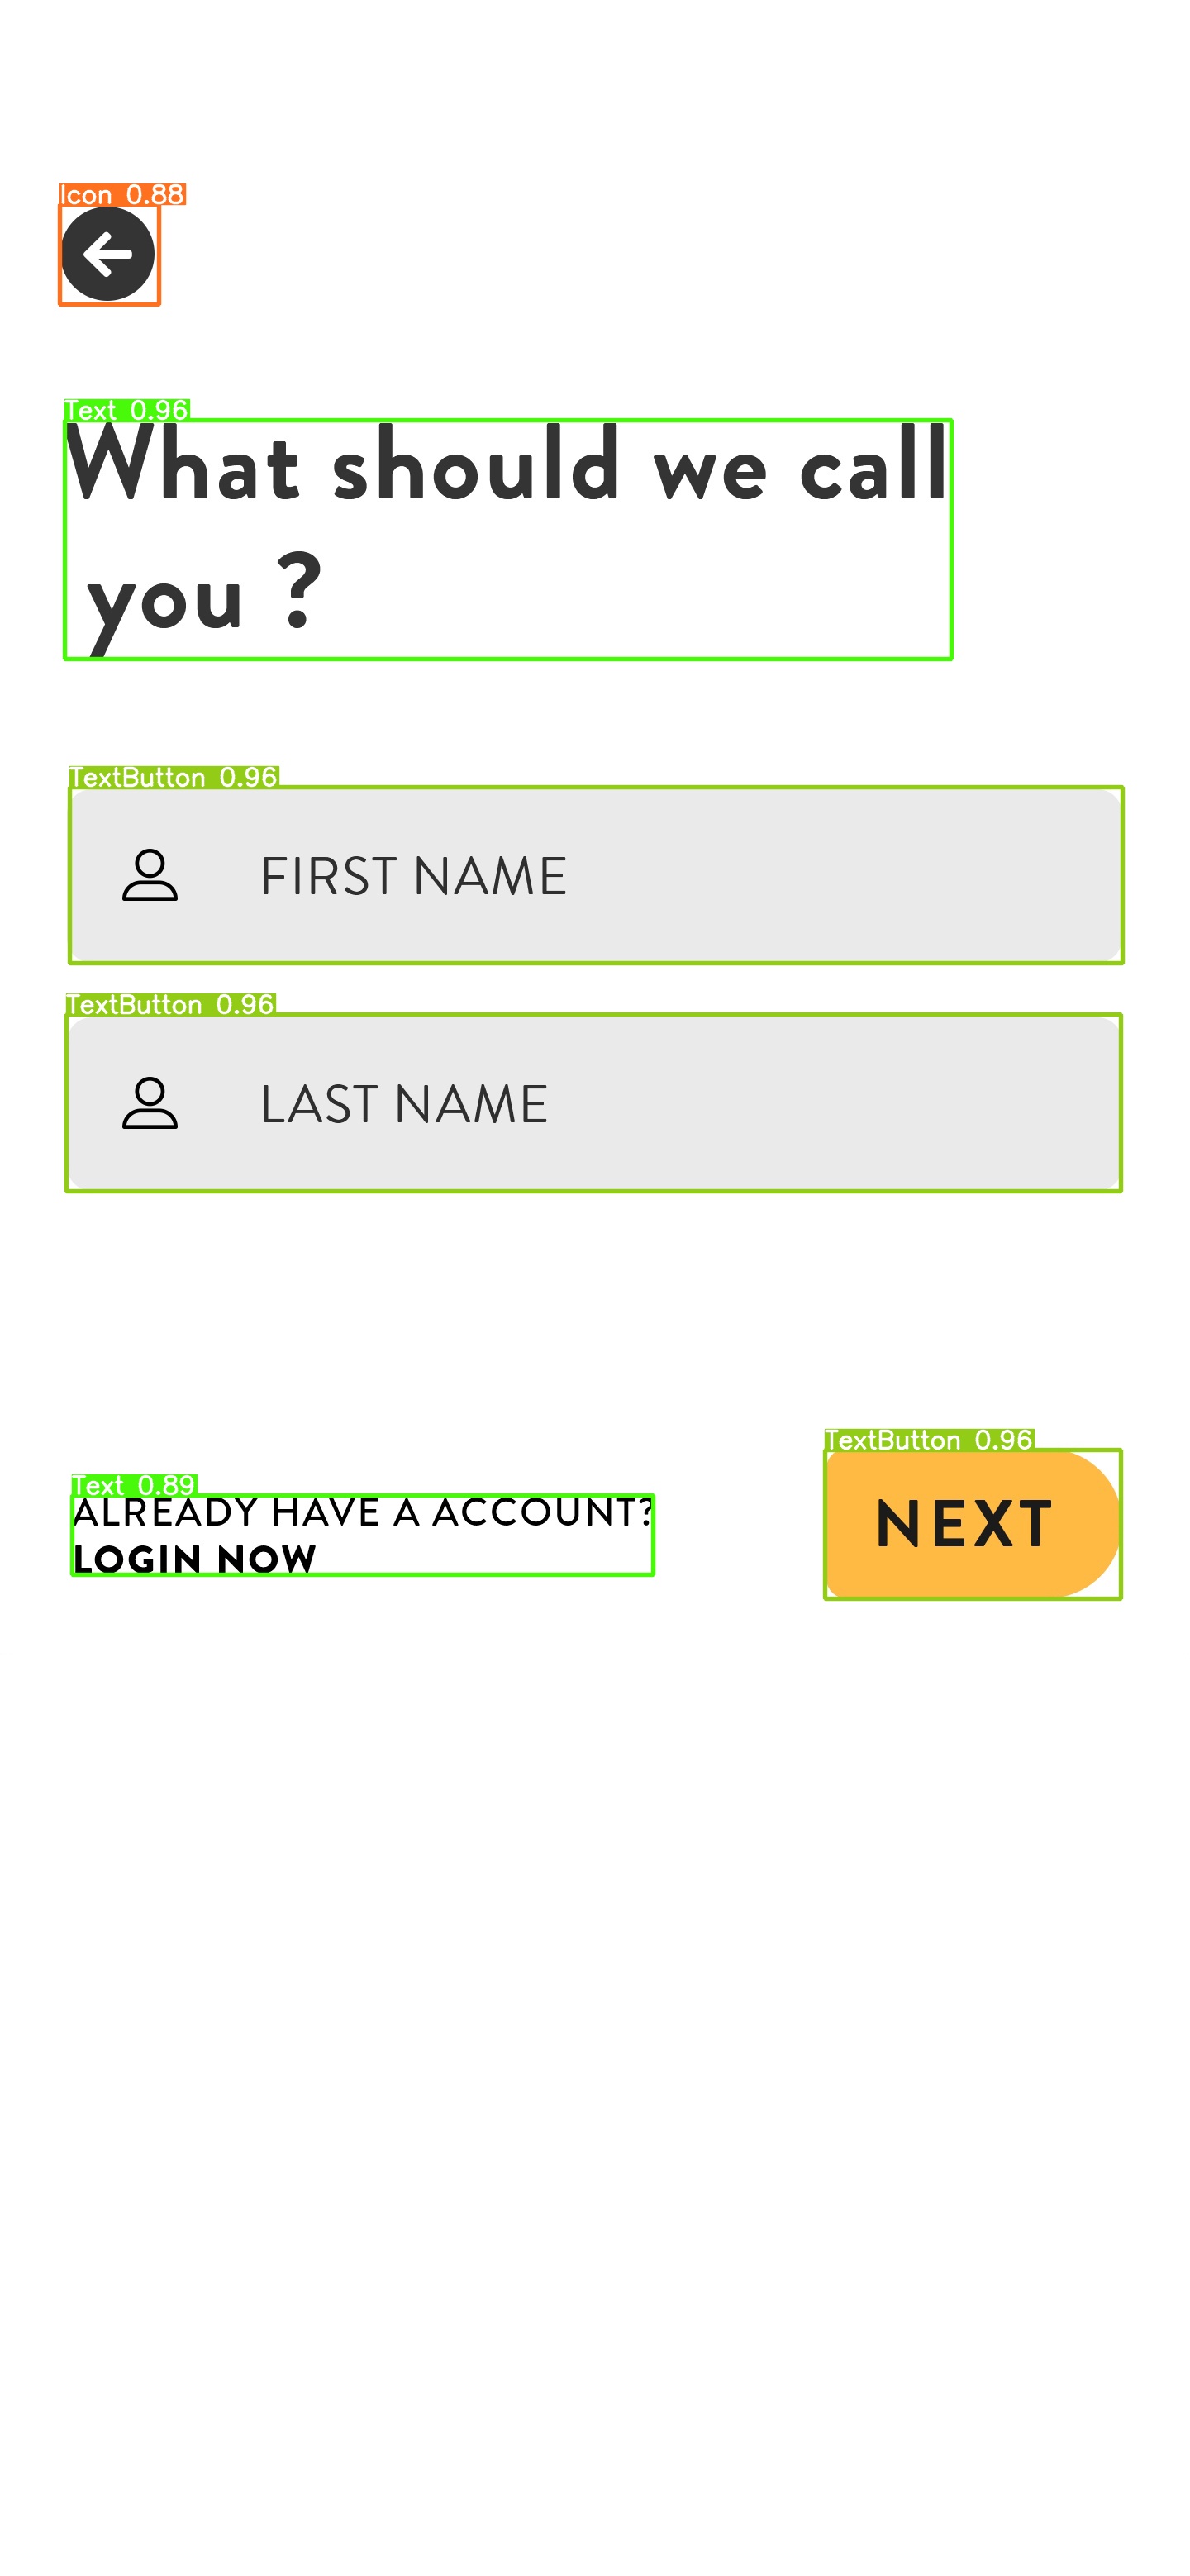 Icon 0.88
Text 0.96
What should we call
you ?
TextButton 0.96
FIRST NAME
TextButton 0.96
LAST NAME
TextButton 0.96
NEXT
Text 0.89
ALREADY HAVE A ACCOUNT?
LOGIN NOW